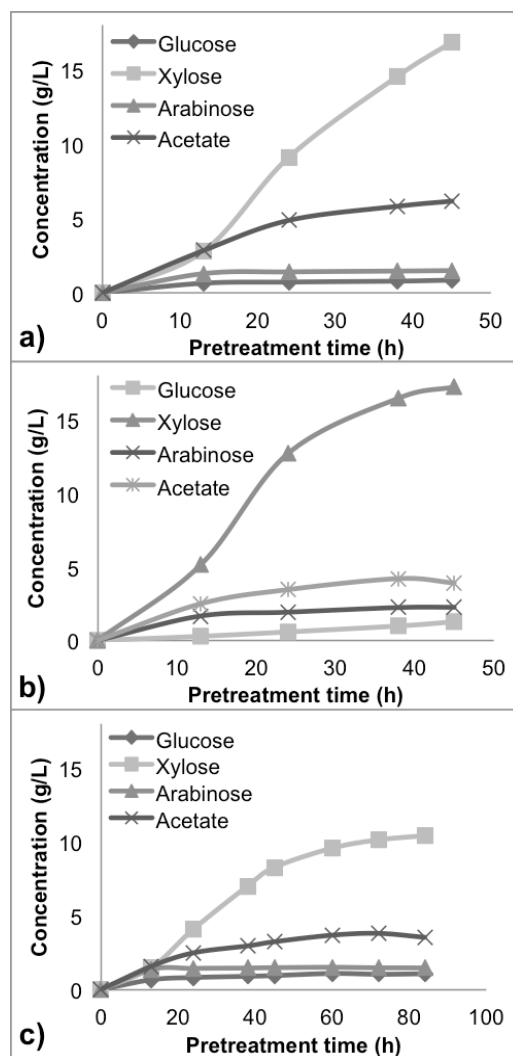 Concentration (g/L)
Glucose
Xylose
Arabinose
Acetate
15
10
5
0
0 10 20 30 40 50
Pretreatment time (h)
a)
Concentration (g/L)
Glucose
Xylose
Arabinose
Acetate
15
10
5
0
0 10 20 30 40 50
Pretreatment time (h)
b)
Concentration (g/L)
Glucose
Xylose
Arabinose
Acetate
15
10
5
0
0 20 40 60 80 100
Pretreatment time (h)
c)